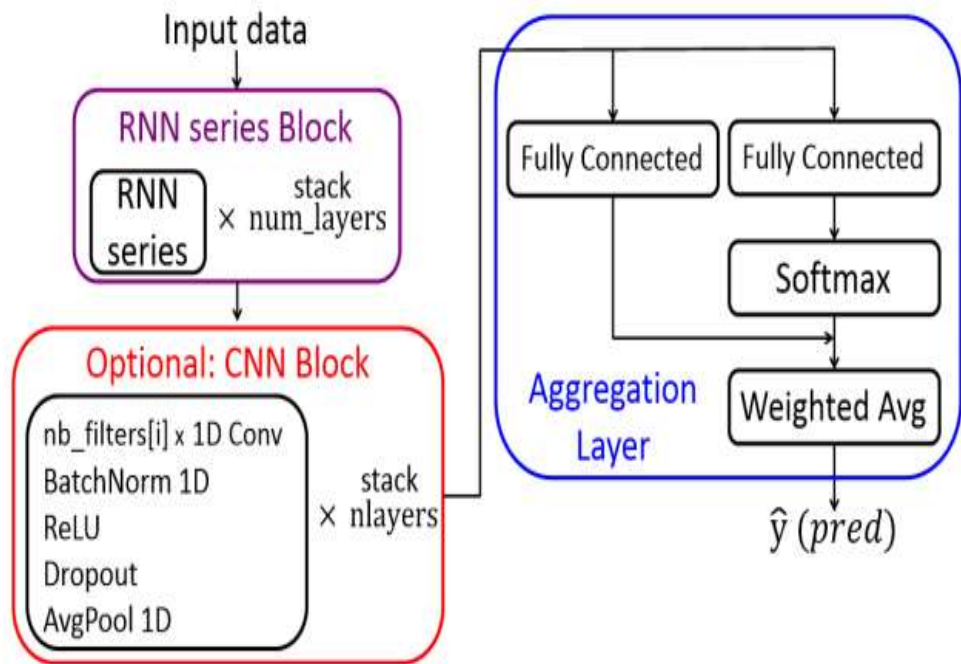 Input data
RNN series Block
RNN
series
× stack
num_layers
Optional: CNN Block
nb_filters[i] x 1D Conv
BatchNorm 1D
ReLU
Dropout
AvgPool 1D
× stack
nlayers
Fully Connected
Fully Connected
Softmax
Aggregation
Layer
Weighted Avg
ŷ (pred)